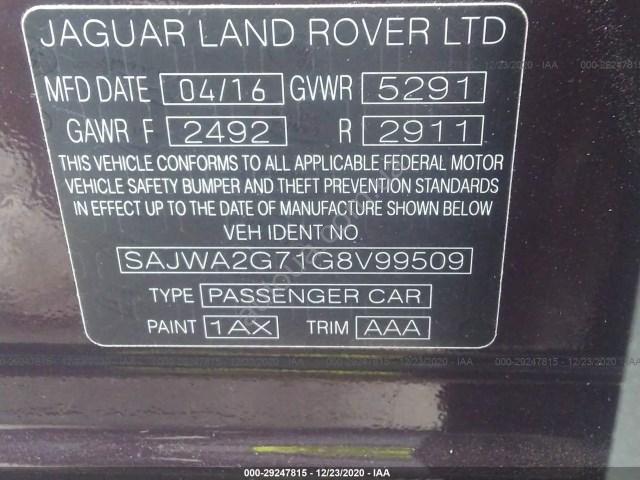 JAGUAR LAND ROVER LTD
MFD DATE 04/16 GVWR 5291
GAWR F 2492 R 2911
THIS VEHICLE CONFORMS TO ALL APPLICABLE FEDERAL MOTOR
VEHICLE SAFETY BUMPER AND THEFT PREVENTION STANDARDS
IN EFFECT UP TO THE DATE OF MANUFACTURE SHOWN BELOW
VEH IDENT NO.
SAJWA2G77G8V99509
TYPE PASSENGER CAR
PAINT 1AX TRIM AAA
000-29247815 - 12/23/2020 - IAA